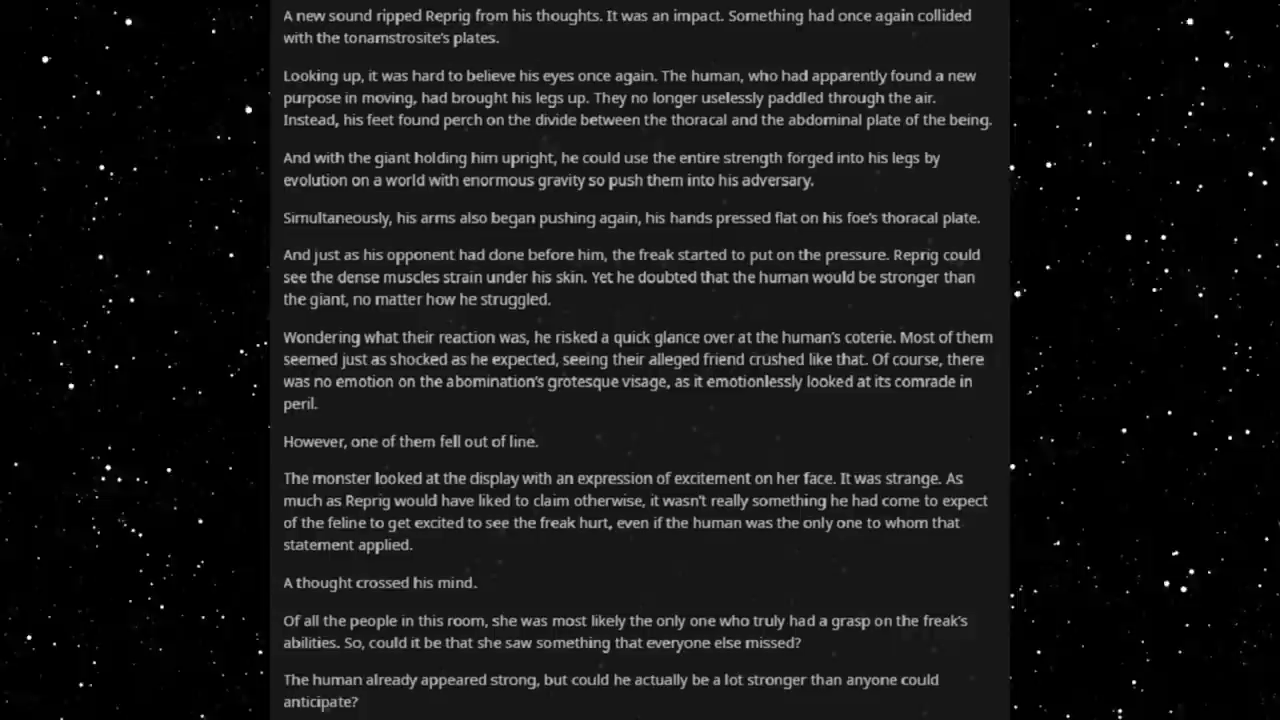 A new sound ripped Reprig from his thoughts. It was an impact. Something had once again collided
with the tonamstrosite's plates.
Looking up, it was hard to believe his eyes once again. The human, who had apparently found a new
purpose in moving, had brought his legs up. They no longer uselessly paddled through the air.
Instead, his feet found perch on the divide between the thoracal and the abdominal plate of the being.
And with the giant holding him upright, he could use the entire strength forged into his legs by
evolution on a world with enormous gravity so push them into his adversary.
Simultaneously, his arms also began pushing again, his hands pressed flat on his foe's thoracal plate.
And just as his opponent had done before him, the freak started to put on the pressure. Reprig could
see the dense muscles strain under his skin. Yet he doubted that the human would be stronger than
the giant, no matter how he struggled.
Wondering what their reaction was, he risked a quick glance over at the human's coterie. Most of them
seemed just as shocked as he expected, seeing their alleged friend crushed like that. Of course, there
was no emotion on the abomination's grotesque visage, as it emotionlessly looked at its comrade in
peril.
However, one of them fell out of line.
The monster looked at the display with an expression of excitement on her face. It was strange. As
much as Reprig would have liked to claim otherwise, it wasn't really something he had come to expect
of the feline to get excited to see the freak hurt, even if the human was the only one to whom that
statement applied.
A thought crossed his mind.
Of all the people in this room, she was most likely the only one who truly had a grasp on the freak's
abilities. So, could it be that she saw something that everyone else missed?
The human already appeared strong, but could he actually be a lot stronger than anyone could
anticipate?